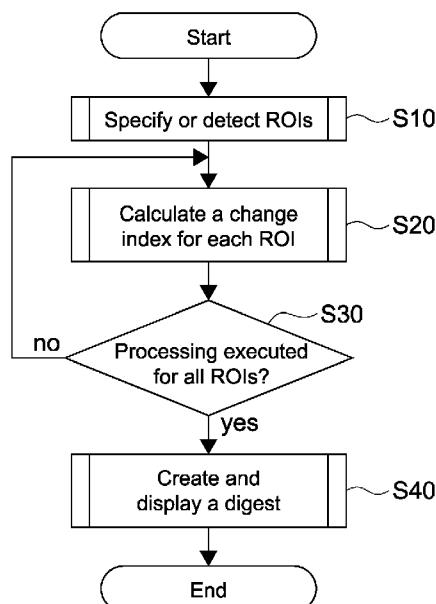 Start
Specify or detect ROIs
S10
Calculate a change
index for each ROI
S20
S30
Processing executed
for all ROIs?
no
yes
Create and
display a digest
S40
End